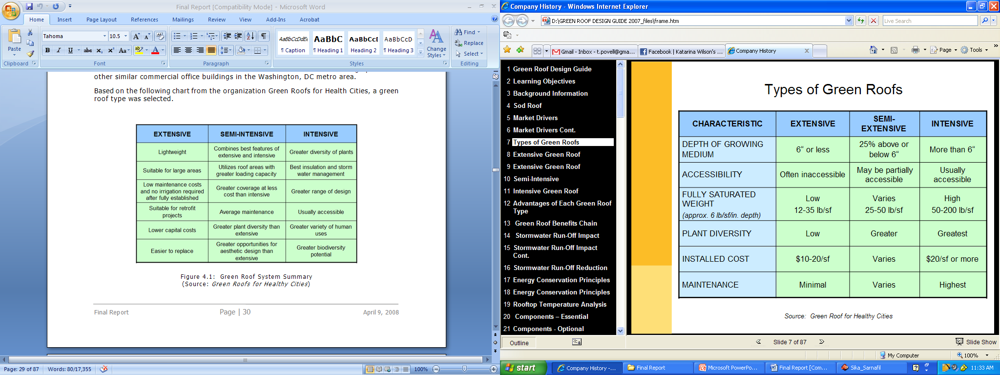 Final Report [Compatibility Mode] - Microsoft Word
Home Insert Page Layout References Mailings Review View Add-Ins Acrobat
Paste
Clipboard
Tahoma 10.5
B I U abc x₂ x² Aa
Font
Paragraph
AaBbCcDdEe AaBbC AaBbCcI AaBbCcD
¶ Caption ¶ Heading 1 Heading 2 ¶ Heading 3
Change Styles
Styles
Find
Replace
Select
Editing
other similar commercial office buildings in the Washington, DC metro area.
Based on the following chart from the organization Green Roofs for Health Cities, a green
roof type was selected.
EXTENSIVE SEMI-INTENSIVE INTENSIVE
Lightweight
Combines best features of
extensive and intensive
Greater diversity of plants
Suitable for large areas
Utilizes roof areas with
greater loading capacity
Best insulation and storm
water management
Low maintenance costs
and no irrigation required
after fully established
Greater coverage at less
cost than intensive
Greater range of design
Suitable for retrofit
projects
Average maintenance
Usually accessible
Lower capital costs
Greater plant diversity than
extensive
Greater variety of human
uses
Easier to replace
Greater opportunities for
aesthetic design than
extensive
Greater biodiversity
potential
Figure 4.1: Green Roof System Summary
(Source: Green Roofs for Healthy Cities)
Final Report Page | 30 April 9, 2008
Page: 29 of 87 Words: 80/17,355 100%
Company History - Windows Internet Explorer
D:\GREEN ROOF DESIGN GUIDE 2007_files\frame.htm
Live Search
Gmail - Inbox - t.povell@gma...
Facebook | Katarina Wilson's ...
Company History
Page Tools
1 Green Roof Design Guide
2 Learning Objectives
3 Background Information
4 Sod Roof
5 Market Drivers
6 Market Drivers Cont.
7 Types of Green Roofs
8 Extensive Green Roof
9 Extensive Green Roof
10 Semi-Intensive
11 Intensive Green Roof
12 Advantages of Each Green Roof
Type
13 Green Roof Benefits Chain
14 Stormwater Run-Off Impact
15 Stormwater Run-Off Impact
Cont.
16 Stormwater Run-Off Reduction
17 Energy Conservation Principles
18 Energy Conservation Principles
19 Rooftop Temperature Analysis
20 Components – Essential
21 Components - Optional
Types of Green Roofs
CHARACTERISTIC EXTENSIVE SEMI-
EXTENSIVE INTENSIVE
DEPTH OF GROWING
MEDIUM
6“ or less
25% above or
below 6“
More than 6“
ACCESSIBILITY
Often inaccessible
May be partially
accessible
Usually
accessible
FULLY SATURATED
WEIGHT
(approx. 6 lb/sf/in. depth)
Low
12-35 lb/sf
Varies
25-50 lb/sf
High
50-200 lb/sf
PLANT DIVERSITY Low Greater Greatest
INSTALLED COST $10-20/sf Varies $20/sf or more
MAINTENANCE Minimal Varies Highest
Source: Green Roof for Healthy Cities
Outline
Slide 7 of 87
Slide Show
My Computer
100%
start
Company History -...
Final Report
Microsoft PowerPo...
Final Report [Com...
Sika_Sarnafil
11:33 AM